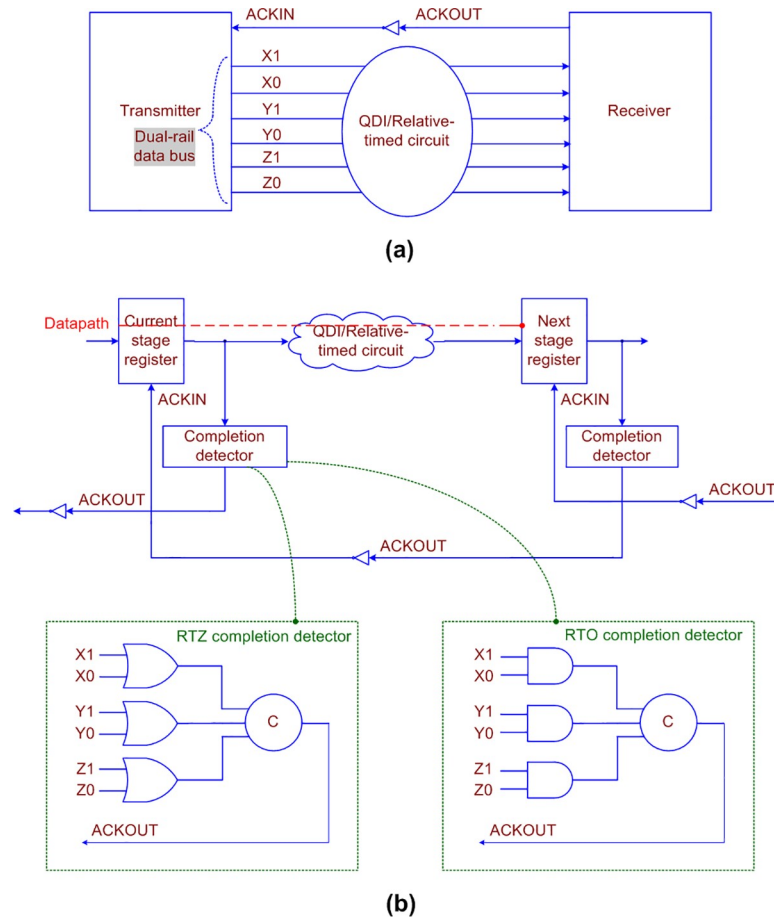 ACKIN
ACKOUT
X1
X0
Y1
Y0
Z1
Z0
Transmitter
Dual-rail
data bus
QDI/Relative-
timed circuit
Receiver
(a)
Datapath
Current
stage
register
QDI/Relative-
timed circuit
Next
stage
register
ACKIN
ACKIN
Completion
detector
Completion
detector
ACKOUT
ACKOUT
ACKOUT
RTZ completion detector
X1
X0
Y1
Y0
Z1
Z0
C
ACKOUT
RTO completion detector
X1
X0
Y1
Y0
Z1
Z0
C
ACKOUT
(b)